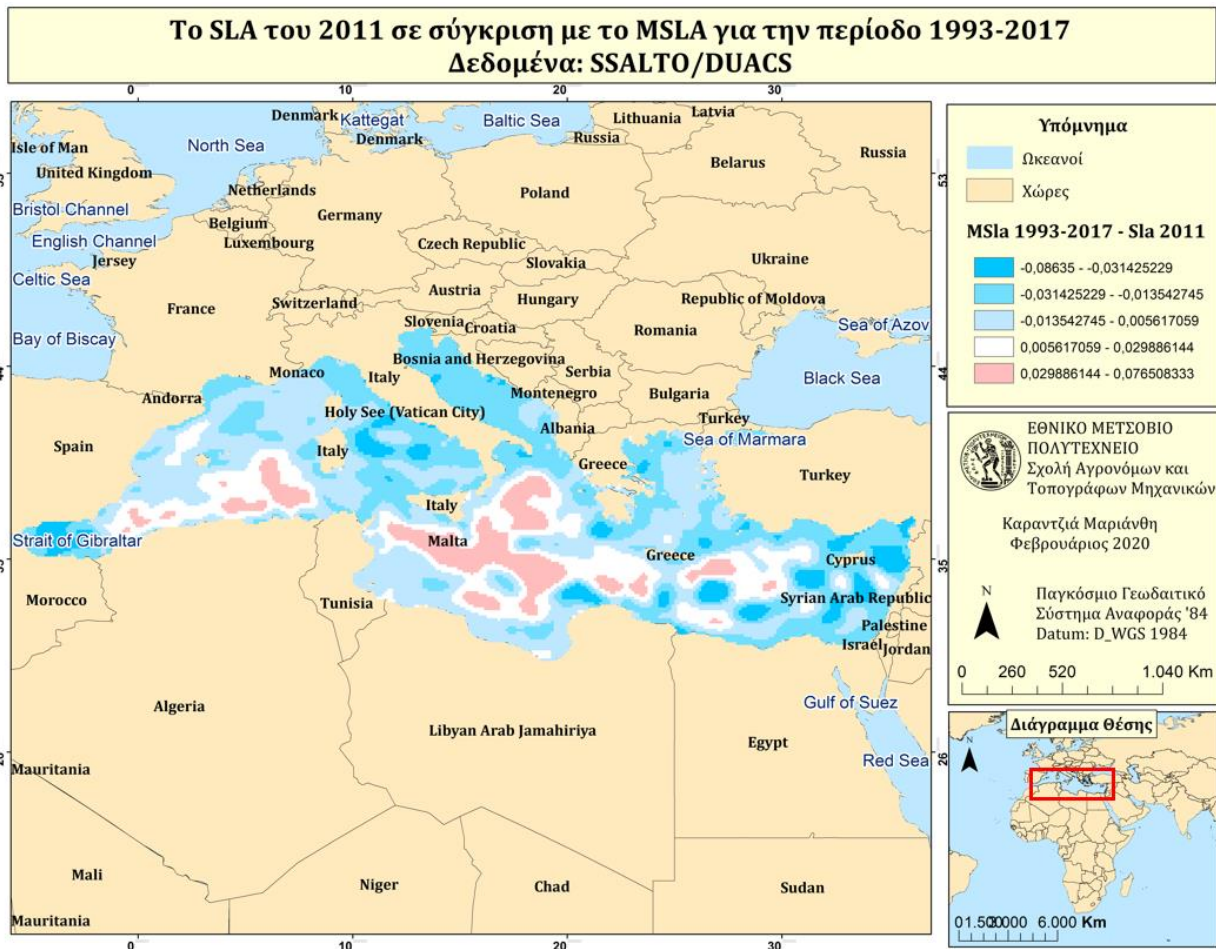 Το SLA του 2011 σε σύγκριση με το MSLA για την περίοδο 1993-2017
Δεδομένα: SSALTO/DUACS
0 10 20 30
Denmark
Kattegat
Baltic Sea
Lithuania
Latvia
Isle of Man
North Sea
Denmark
Russia
Russia
United Kingdom
Belarus
53
Netherlands
Poland
Bristol Channel
Belgium
Germany
English Channel
Luxembourg
Czech Republic
Ukraine
Jersey
Slovakia
Celtic Sea
Austria
France
Switzerland
Hungary
Republic of Moldova
Slovenia
Croatia
Romania
Sea of Azov
Bay of Biscay
Bosnia and Herzegovina
Monaco
Italy
Serbia
Black Sea
44
Andorra
Montenegro
Bulgaria
Holy See (Vatican City)
Turkey
Spain
Albania
Sea of Marmara
Italy
Greece
Turkey
Italy
Strait of Gibraltar
Malta
Greece
Cyprus
35
Morocco
Tunisia
Syrian Arab Republic
Palestine
Israel
Jordan
Algeria
Gulf of Suez
Libyan Arab Jamahiriya
Egypt
Red Sea
26
Mauritania
Mali
Niger
Chad
Sudan
Mauritania
0 10 20 30
Υπόμνημα
Ωκεανοί
Χώρες
MSla 1993-2017 - Sla 2011
-0,08635 - -0,031425229
-0,031425229 - -0,013542745
-0,013542745 - 0,005617059
0,005617059 - 0,029886144
0,029886144 - 0,076508333
ΕΘΝΙΚΟ ΜΕΤΣΟΒΙΟ
ΠΟΛΥΤΕΧΝΕΙΟ
Σχολή Αγρονόμων και
Τοπογράφων Μηχανικών
Καραντζιά Μαριάνθη
Φεβρουάριος 2020
N
Παγκόσμιο Γεωδαιτικό
Σύστημα Αναφοράς '84
Datum: D_WGS 1984
0 260 520 1.040 Km
Διάγραμμα Θέσης
N
6.000 Km